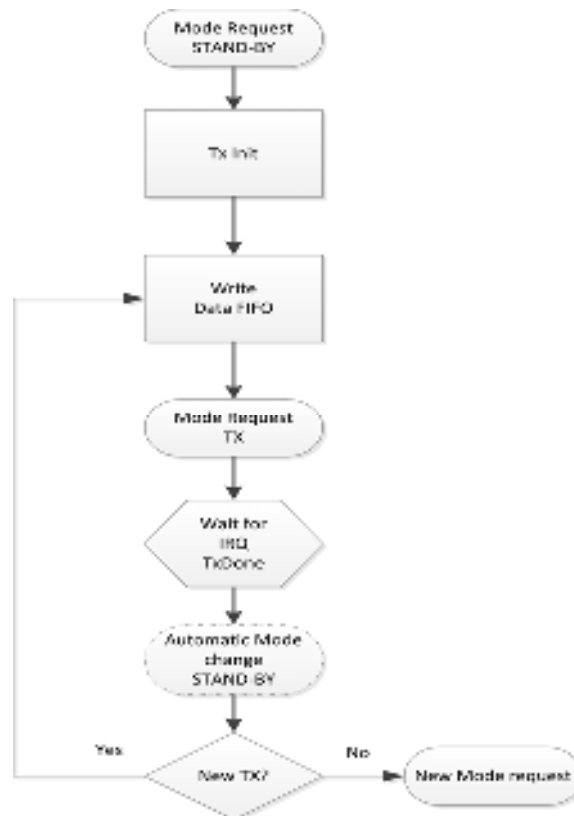 Mode Request
STAND-BY
Tx Init
Write
Data FIFO
Mode Request
TX
Wait for
IRQ
TxDone
Automatic Mode
change
STAND-BY
Yes
New TX?
No
New Mode request